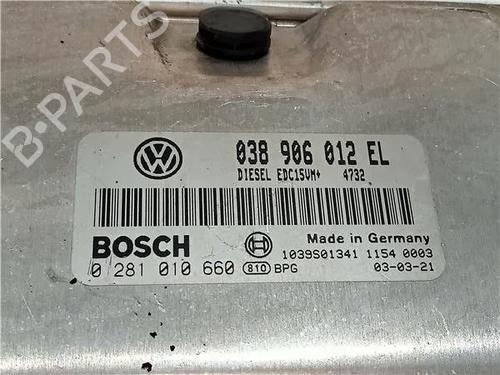 B-PARTS
VW
038 906 012 EL
DIESEL EDC15VM+ 4732
BOSCH
Made in Germany
1039S01341 1154 0003
0 281 010 660 810 BPG 03-03-21